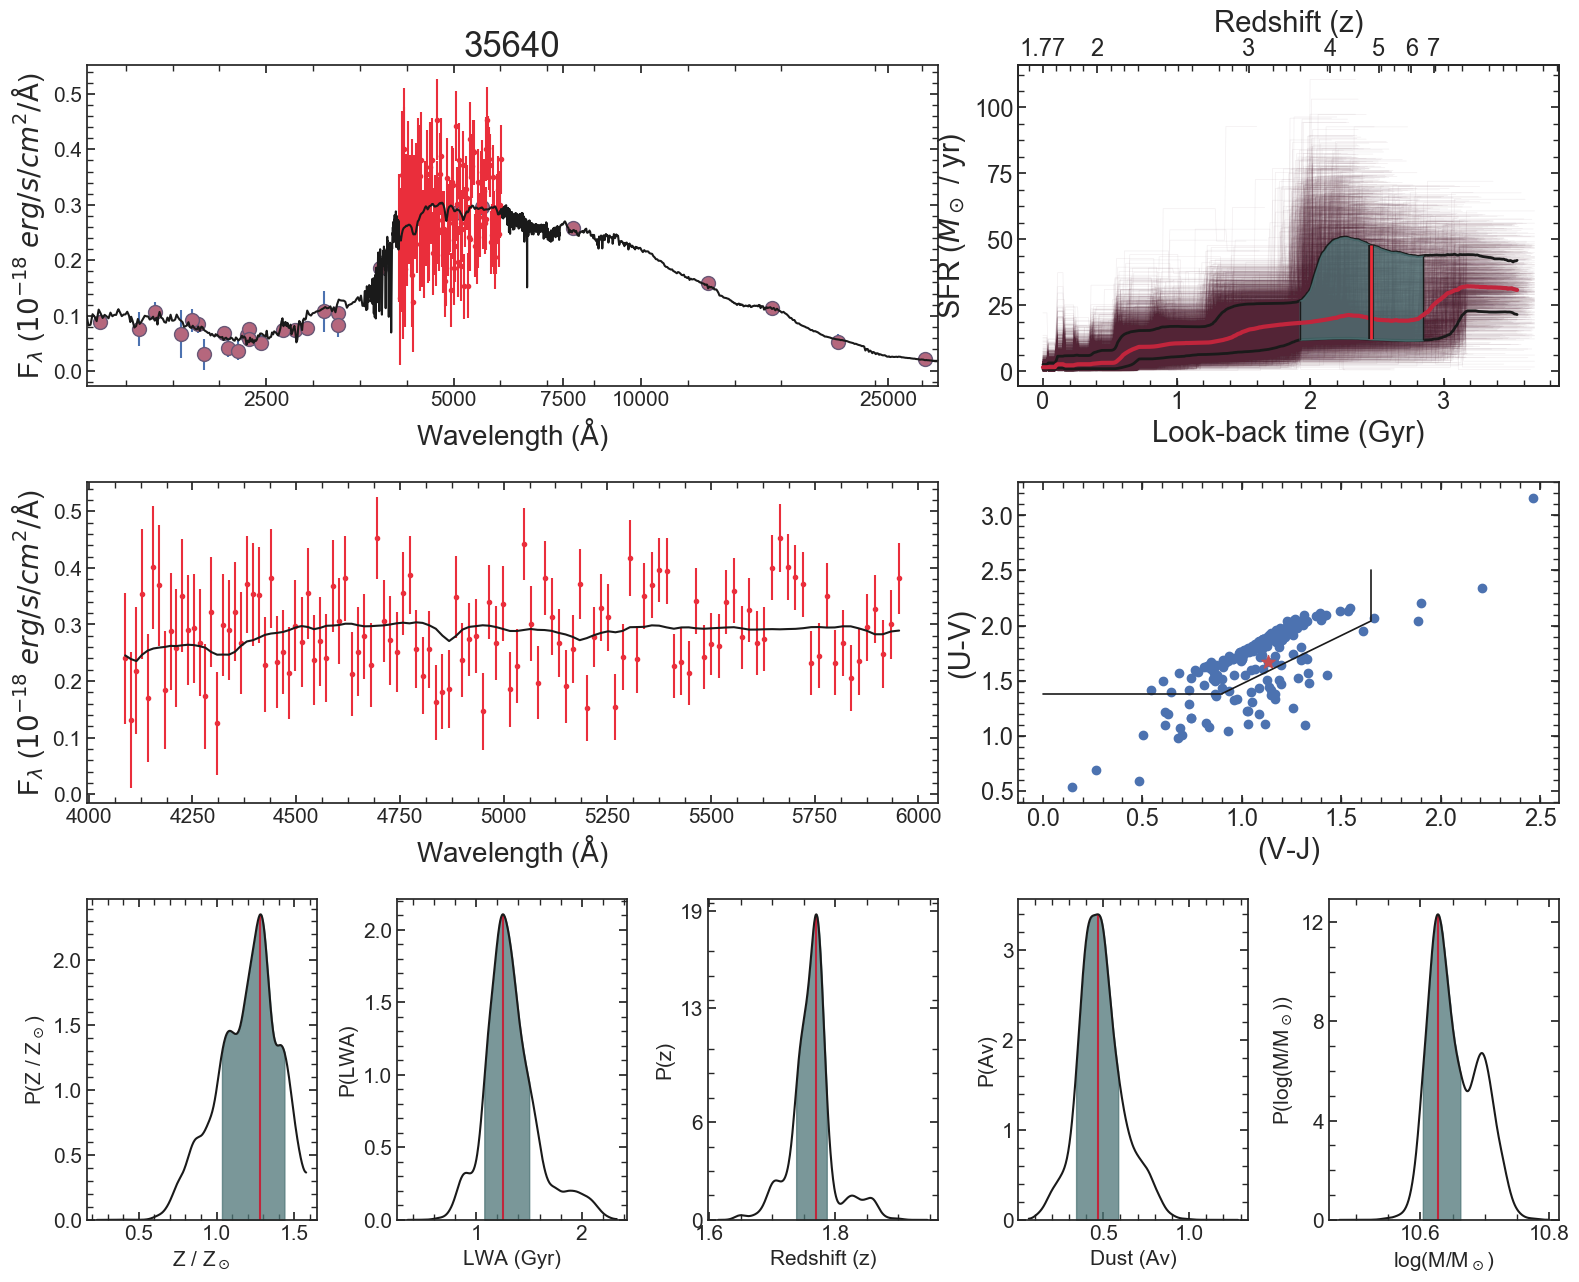 35640
0.5
0.4
0.3
0.2
0.1
0.0
F_λ (10⁻¹⁸ erg/s/cm²/Å)
2500 5000 7500 10000 25000
Wavelength (Å)
Redshift (z)
1.77 2 3 4 5 6 7
100
75
50
25
0
SFR (M_⊙ / yr)
0 1 2 3
Look-back time (Gyr)
0.5
0.4
0.3
0.2
0.1
0.0
F_λ (10⁻¹⁸ erg/s/cm²/Å)
4000 4250 4500 4750 5000 5250 5500 5750 6000
Wavelength (Å)
3.0
2.5
2.0
1.5
1.0
0.5
(U-V)
0.0 0.5 1.0 1.5 2.0 2.5
(V-J)
2.0
1.5
1.0
0.5
0.0
P(Z / Z_⊙)
0.5 1.0 1.5
Z / Z_⊙
2.0
1.5
1.0
0.5
0.0
P(LWA)
1 2
LWA (Gyr)
19
13
6
0
P(z)
1.6 1.8
Redshift (z)
3
2
1
0
P(Av)
0.5 1.0
Dust (Av)
12
8
4
0
P(log(M/M_⊙))
10.6 10.8
log(M/M_⊙)